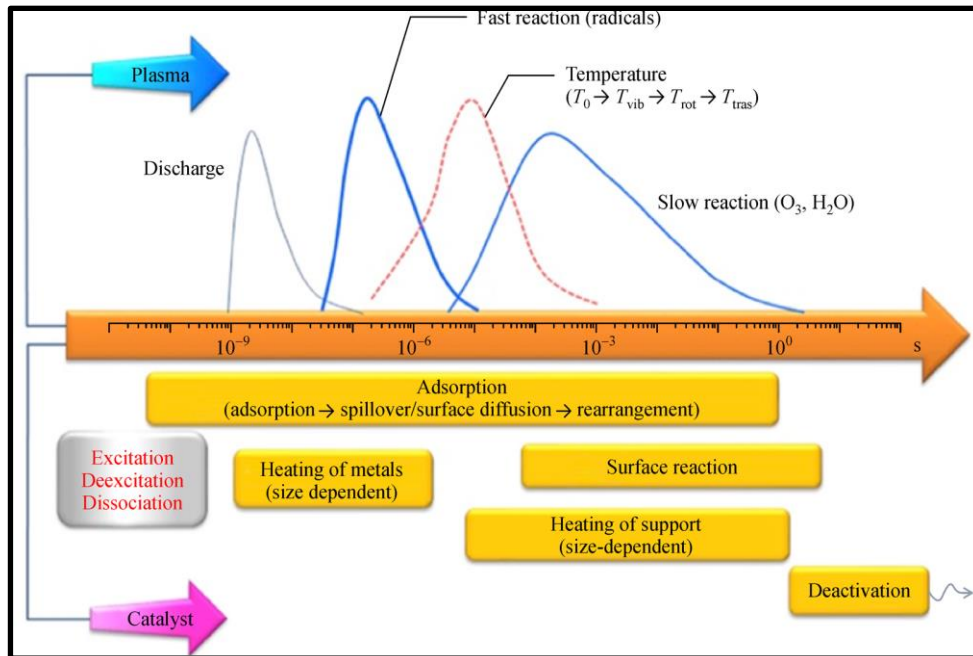 Fast reaction (radicals)
Plasma
Temperature
(T₀ → Tvib → Trot → Ttras)
Discharge
Slow reaction (O₃, H₂O)
10⁻⁹
10⁻⁶
10⁻³
10⁰
s
Adsorption
(adsorption → spillover/surface diffusion → rearrangement)
Excitation
Deexcitation
Dissociation
Heating of metals
(size dependent)
Surface reaction
Heating of support
(size-dependent)
Deactivation
Catalyst